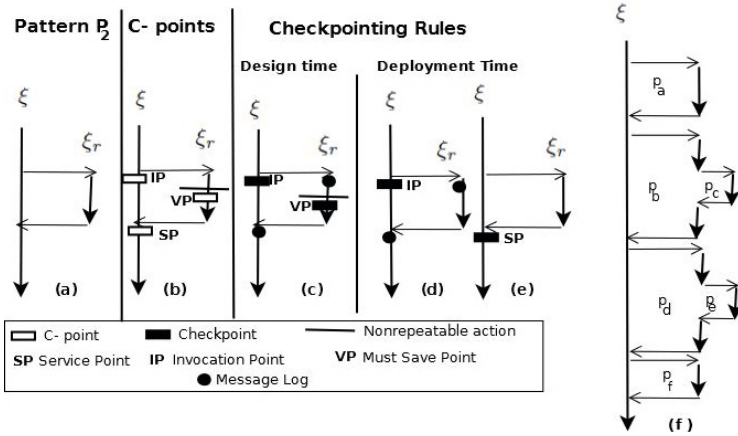 Pattern P2
C- points
Checkpointing Rules
Design time
Deployment Time
ξ
ξr
(a)
ξ
ξr
IP
VP
SP
(b)
ξ
ξr
IP
VP
(c)
ξr
IP
(d)
ξ
ξr
SP
(e)
ξ
pa
pb
pc
pd
pe
pf
(f)
C- point
Checkpoint
Nonrepeatable action
SP Service Point
IP Invocation Point
VP Must Save Point
Message Log